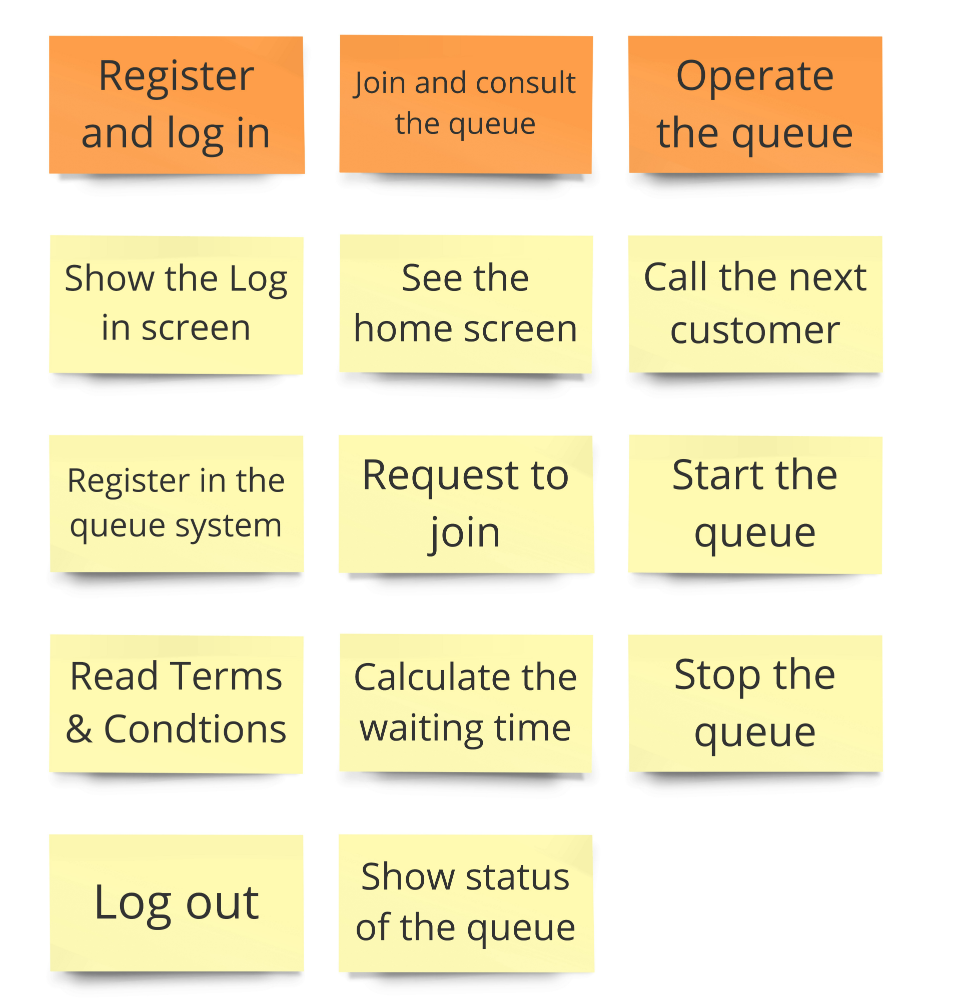 Register
and log in
Join and consult
the queue
Operate
the queue
Show the Log
in screen
See the
home screen
Call the next
customer
Register in the
queue system
Request to
join
Start the
queue
Read Terms
& Condtions
Calculate the
waiting time
Stop the
queue
Log out
Show status
of the queue